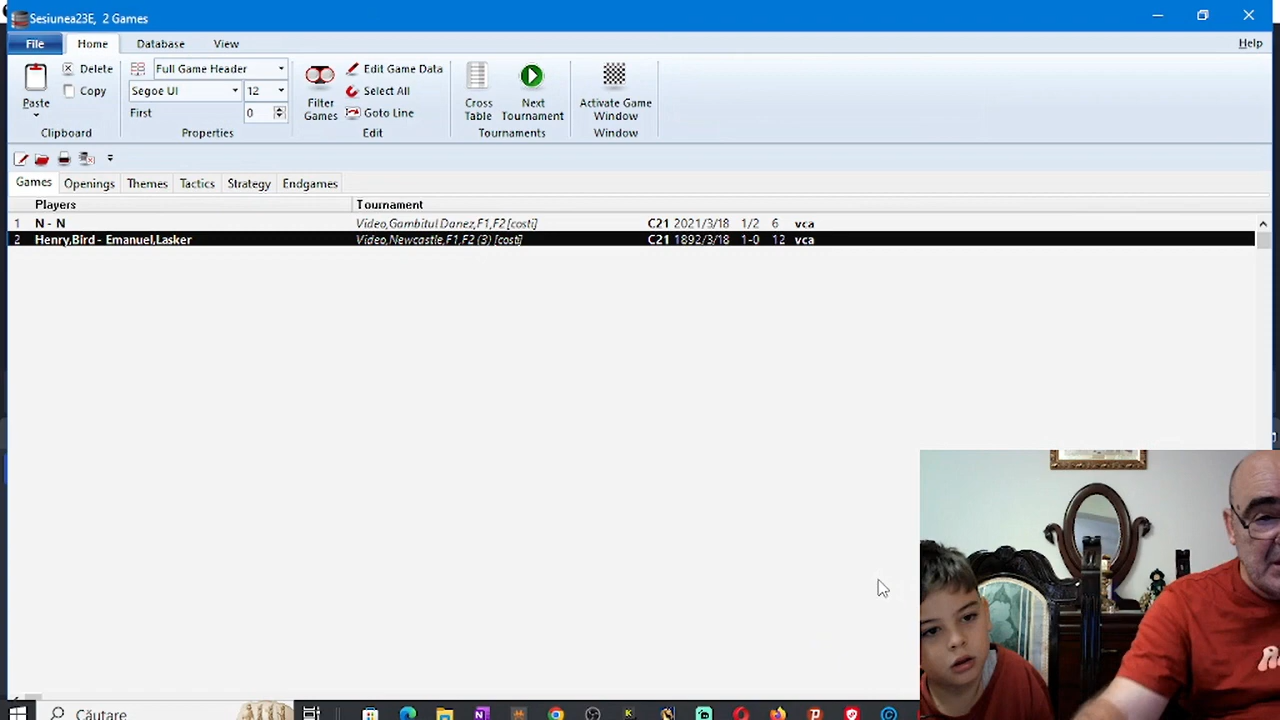 Sesiunea23E, 2 Games
File Home Database View Help
Paste Delete Copy Clipboard
Full Game Header Segoe UI 12 First 0 Properties
Filter Games Edit Game Data Select All Goto Line Edit
Cross Table Next Tournament Tournaments
Activate Game Window Window
Games Openings Themes Tactics Strategy Endgames
Players Tournament
1 N - N Video,Gambitul Danez,F1,F2 [costi] C21 2021/3/18 1/2 6 vca
2 Henry,Bird - Emanuel,Lasker Video,Newcastle,F1,F2 (3) [costi] C21 1892/3/18 1-0 12 vca
Căutare